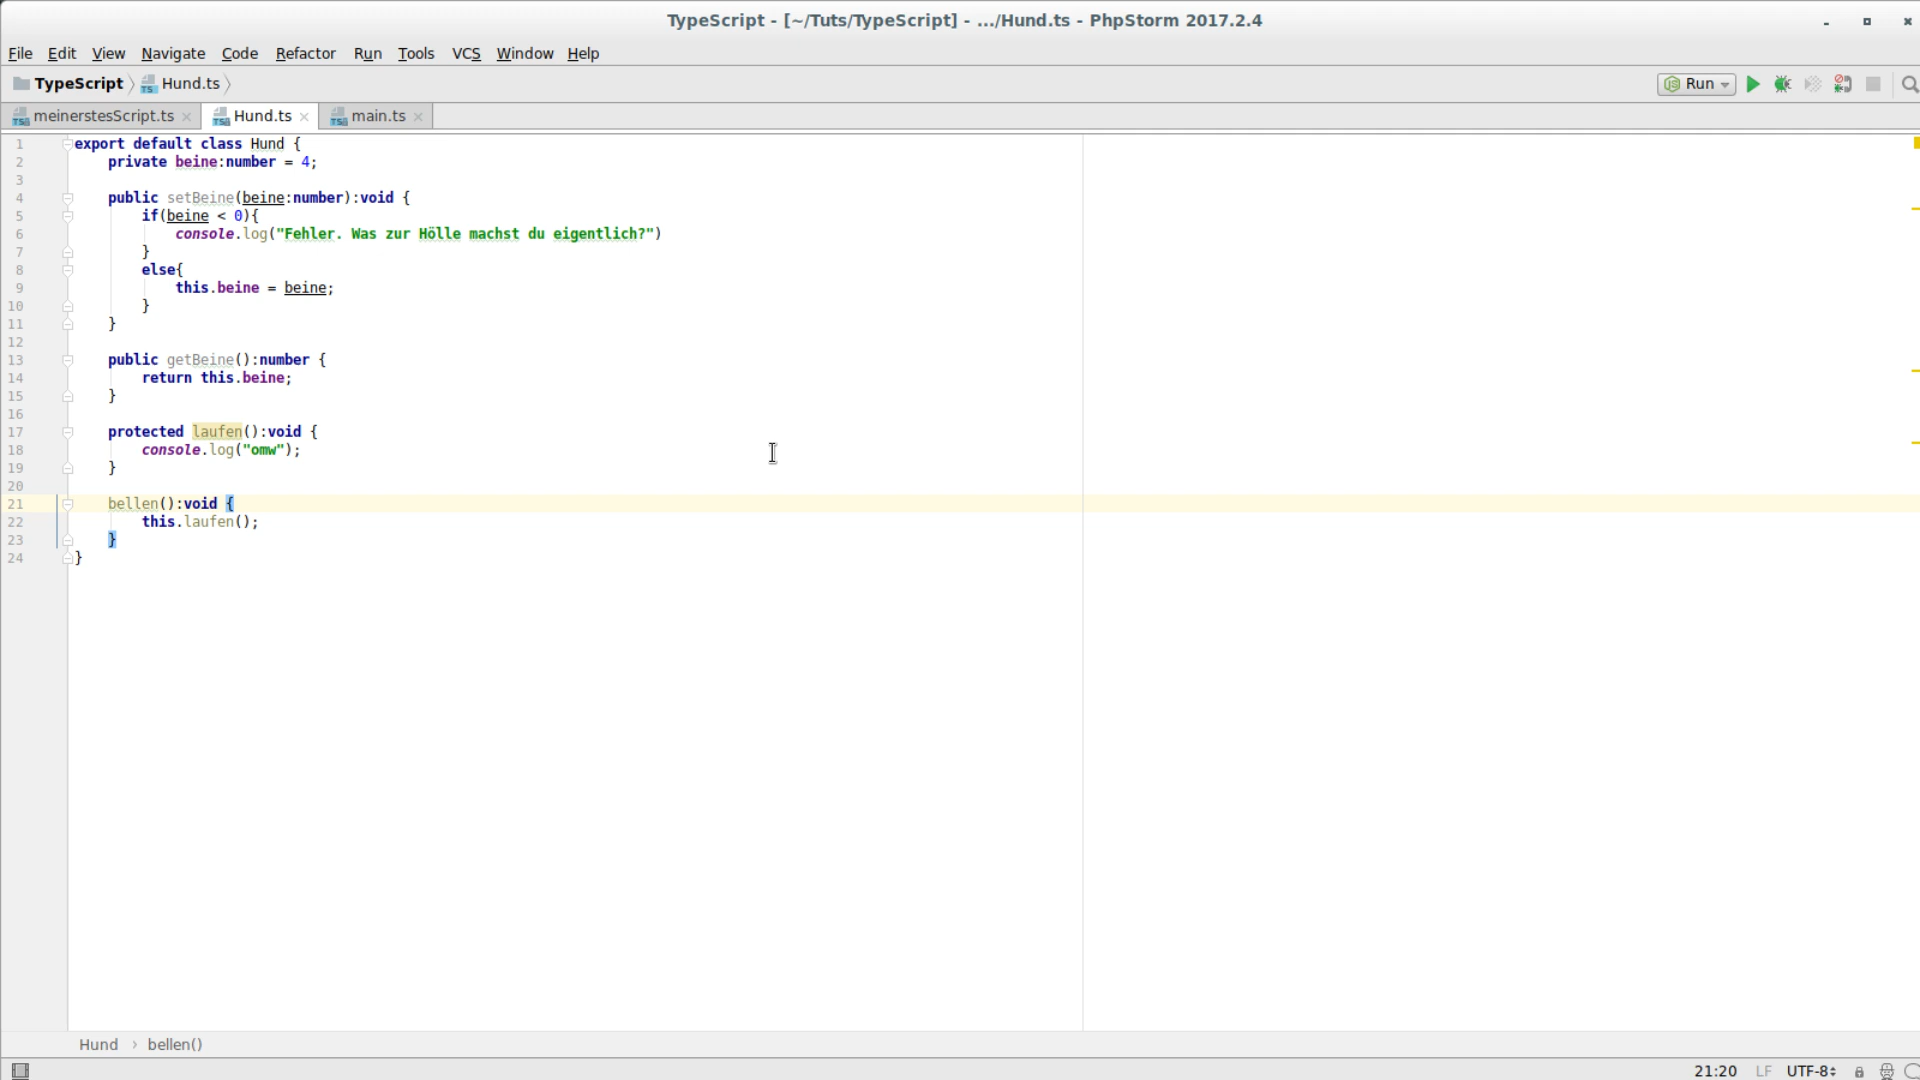 TypeScript - [~/Tuts/TypeScript] - .../Hund.ts - PhpStorm 2017.2.4
File Edit View Navigate Code Refactor Run Tools VCS Window Help
TypeScript Hund.ts Run
meinerstesScript.ts Hund.ts main.ts
1 export default class Hund {
2     private beine:number = 4;
3
4     public setBeine(beine:number):void {
5         if(beine < 0){
6             console.log("Fehler. Was zur Hölle machst du eigentlich?")
7         }
8         else{
9             this.beine = beine;
10         }
11     }
12
13     public getBeine():number {
14         return this.beine;
15     }
16
17     protected laufen():void {
18         console.log("omw");
19     }
20
21     bellen():void {
22         this.laufen();
23     }
24 }
Hund › bellen()
21:20 LF UTF-8